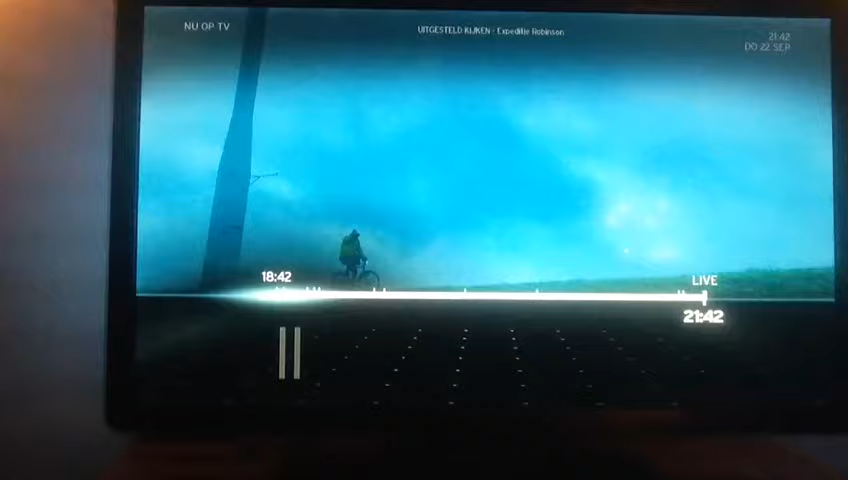 NU OP TV
UITGESTELD KIJKEN - Expeditie Robinson
21:42
DO 22 SEP
18:42
LIVE
21:42